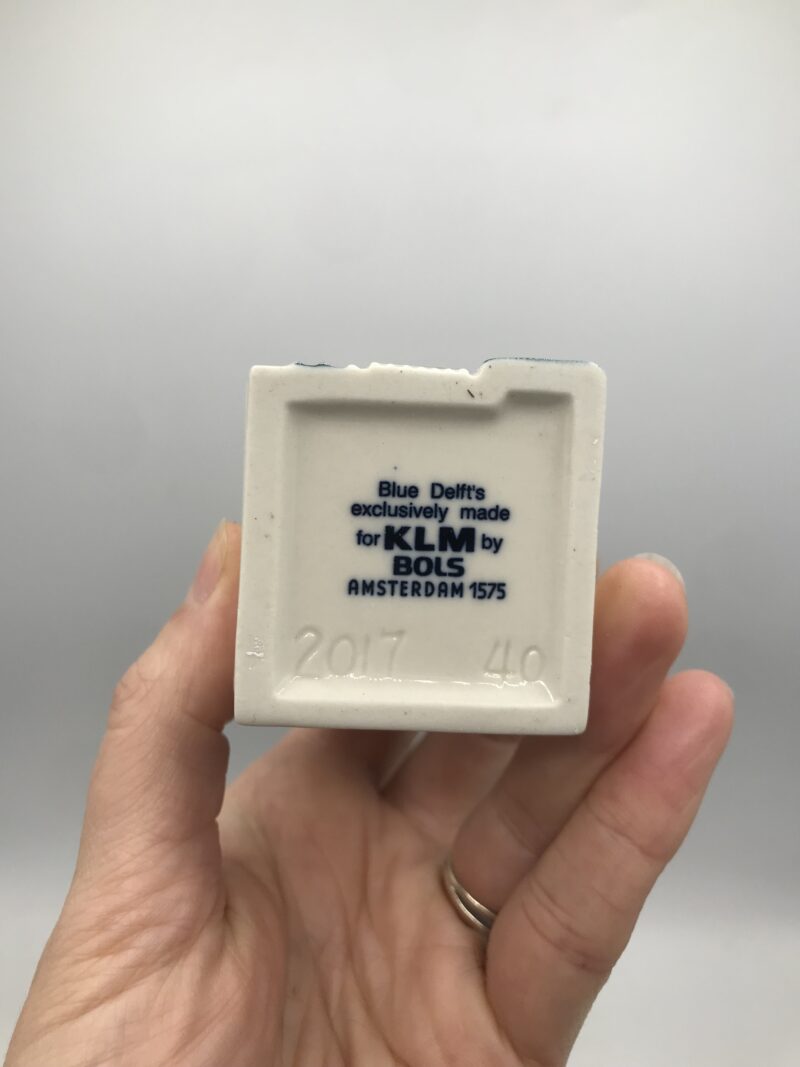 Blue Delft's
exclusively made
for KLM by
BOLS
AMSTERDAM 1575
2017 40